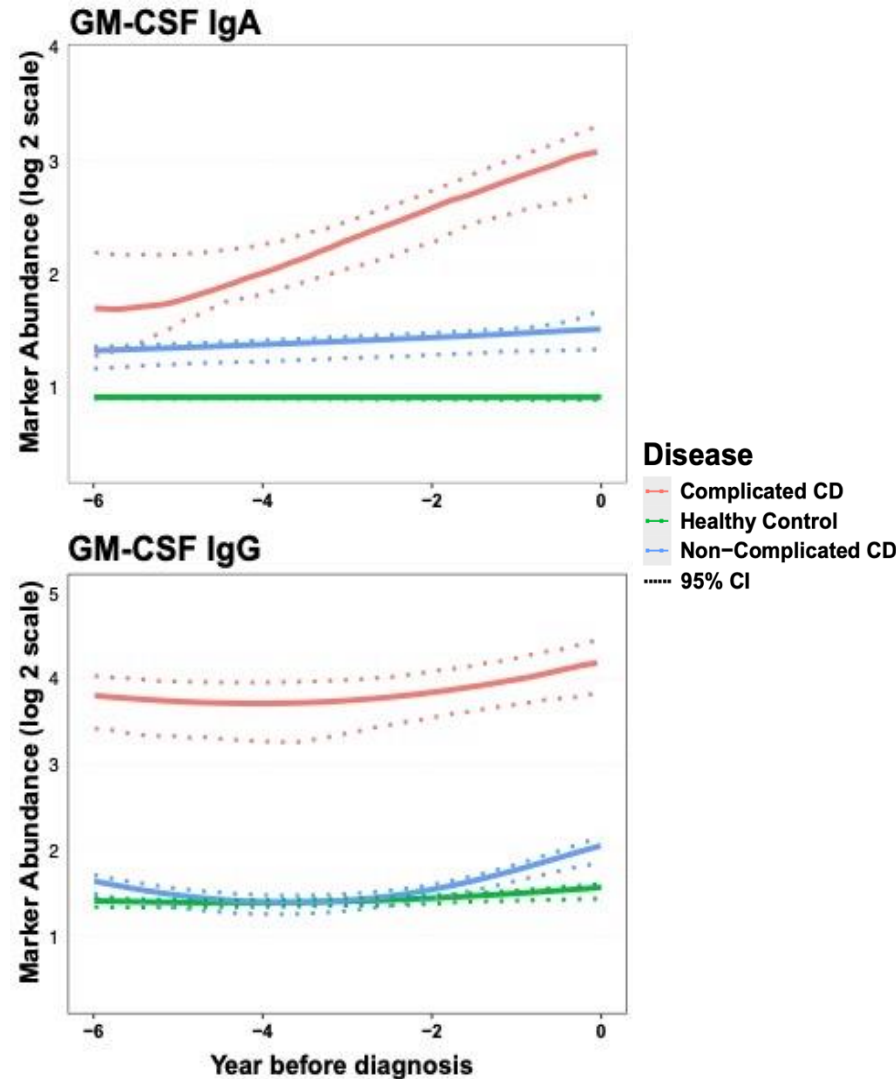 GM-CSF IgA
Marker Abundance (log 2 scale)
4
3
2
1
−6
−4
−2
0
Disease
Complicated CD
Healthy Control
Non−Complicated CD
95% CI
GM-CSF IgG
Marker Abundance (log 2 scale)
5
4
3
2
1
−6
−4
−2
0
Year before diagnosis